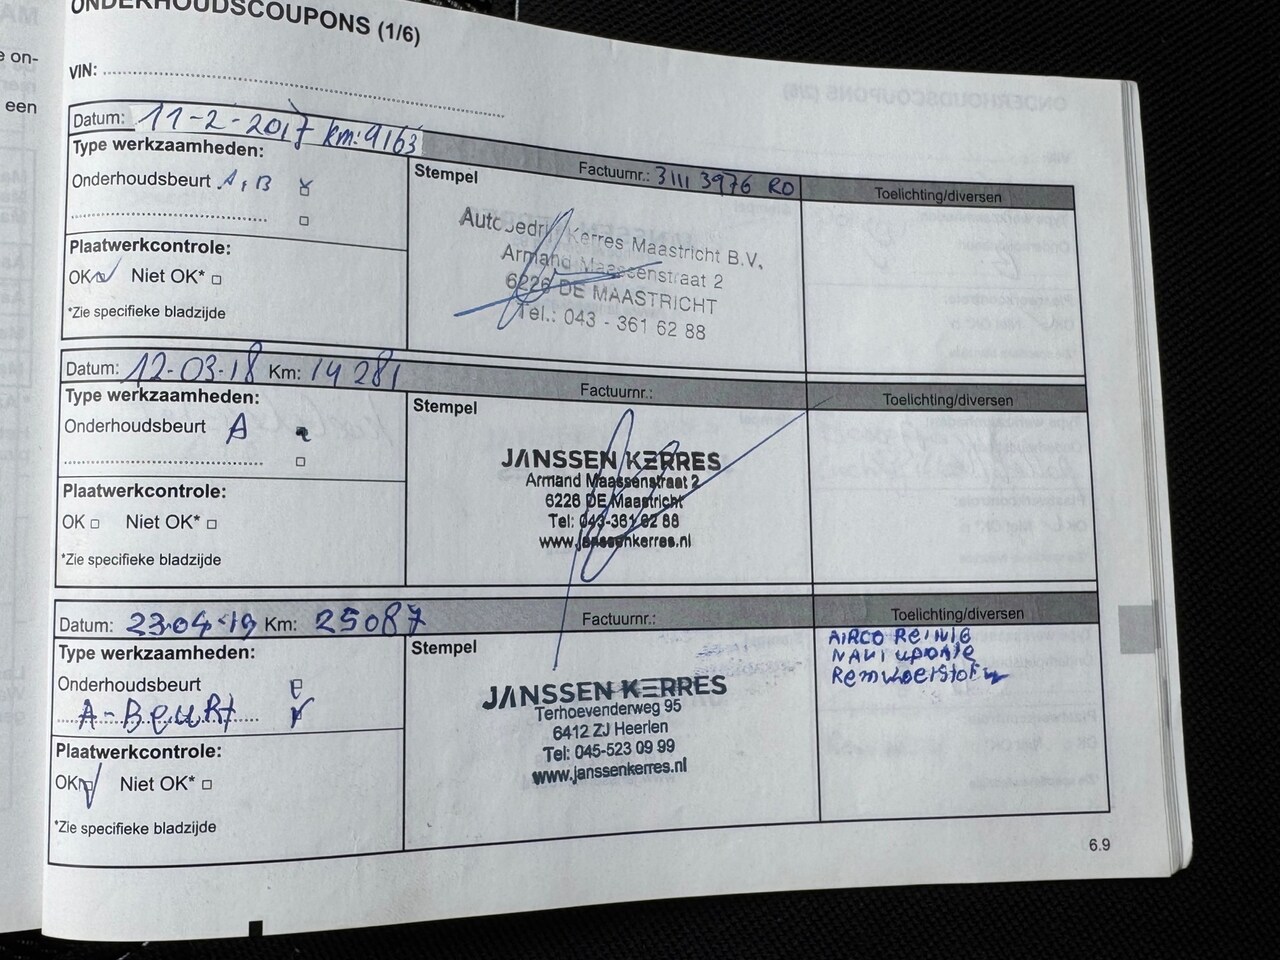 e on-
een
ONDERHOUDSCOUPONS (1/6)
VIN:
Datum: 11-2-2017 km: 9163
Type werkzaamheden:
Onderhoudsbeurt A, B
Plaatwerkcontrole:
OK Niet OK*
*Zie specifieke bladzijde
Stempel
Factuurnr.: 3111 3976 RO
Toelichting/diversen
Autobedrijf Kerres Maastricht B.V.
Armand Maassenstraat 2
6226 DE MAASTRICHT
Tel.: 043 - 361 62 88
Datum: 12-03-18 Km: 14 281
Type werkzaamheden:
Onderhoudsbeurt A
Plaatwerkcontrole:
OK Niet OK*
*Zie specifieke bladzijde
Stempel
Factuurnr.:
Toelichting/diversen
JANSSEN KERRES
Armand Maassenstraat 2
6226 DE Maastricht
Tel: 043-361 62 88
www.janssenkerres.nl
Datum: 23-04-19 Km: 25087
Type werkzaamheden:
Onderhoudsbeurt
A-Beurt
Plaatwerkcontrole:
OK Niet OK*
*Zie specifieke bladzijde
Stempel
Factuurnr.:
Toelichting/diversen
JANSSEN KERRES
Terhoevenderweg 95
6412 ZJ Heerlen
Tel: 045-523 09 99
www.janssenkerres.nl
AIRCO Reinig
NAVI update
Remvloeistof
6.9